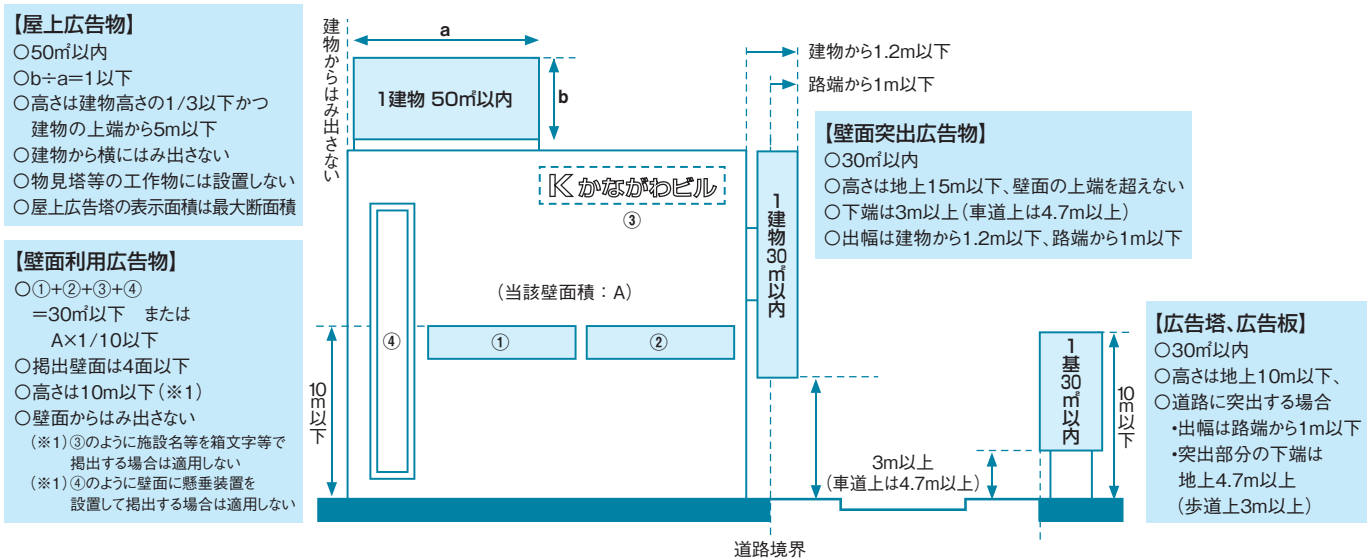 【屋上広告物】
○50㎡以内
○b÷a=1以下
○高さは建物高さの1/3以下かつ
建物の上端から5m以下
○建物から横にはみ出さない
○物見塔等の工作物には設置しない
○屋上広告塔の表示面積は最大断面積
【壁面利用広告物】
○①+②+③+④
=30㎡以下　または
A×1/10以下
○掲出壁面は4面以下
○高さは10m以下(※1)
○壁面からはみ出さない
(※1)③のように施設名等を箱文字等で
掲出する場合は適用しない
(※1)④のように壁面に懸垂装置を
設置して掲出する場合は適用しない
建物からはみ出さない
a
1建物 50㎡以内
b
K かながわビル
③
(当該壁面積：A)
④
①
②
10m以下
1建物30㎡以内
建物から1.2m以下
路端から1m以下
【壁面突出広告物】
○30㎡以内
○高さは地上15m以下、壁面の上端を超えない
○下端は3m以上(車道上は4.7m以上)
○出幅は建物から1.2m以下、路端から1m以下
3m以上
(車道上は4.7m以上)
道路境界
1基30㎡以内
10m以下
【広告塔、広告板】
○30㎡以内
○高さは地上10m以下、
○道路に突出する場合
・出幅は路端から1m以下
・突出部分の下端は
地上4.7m以上
(歩道上3m以上)